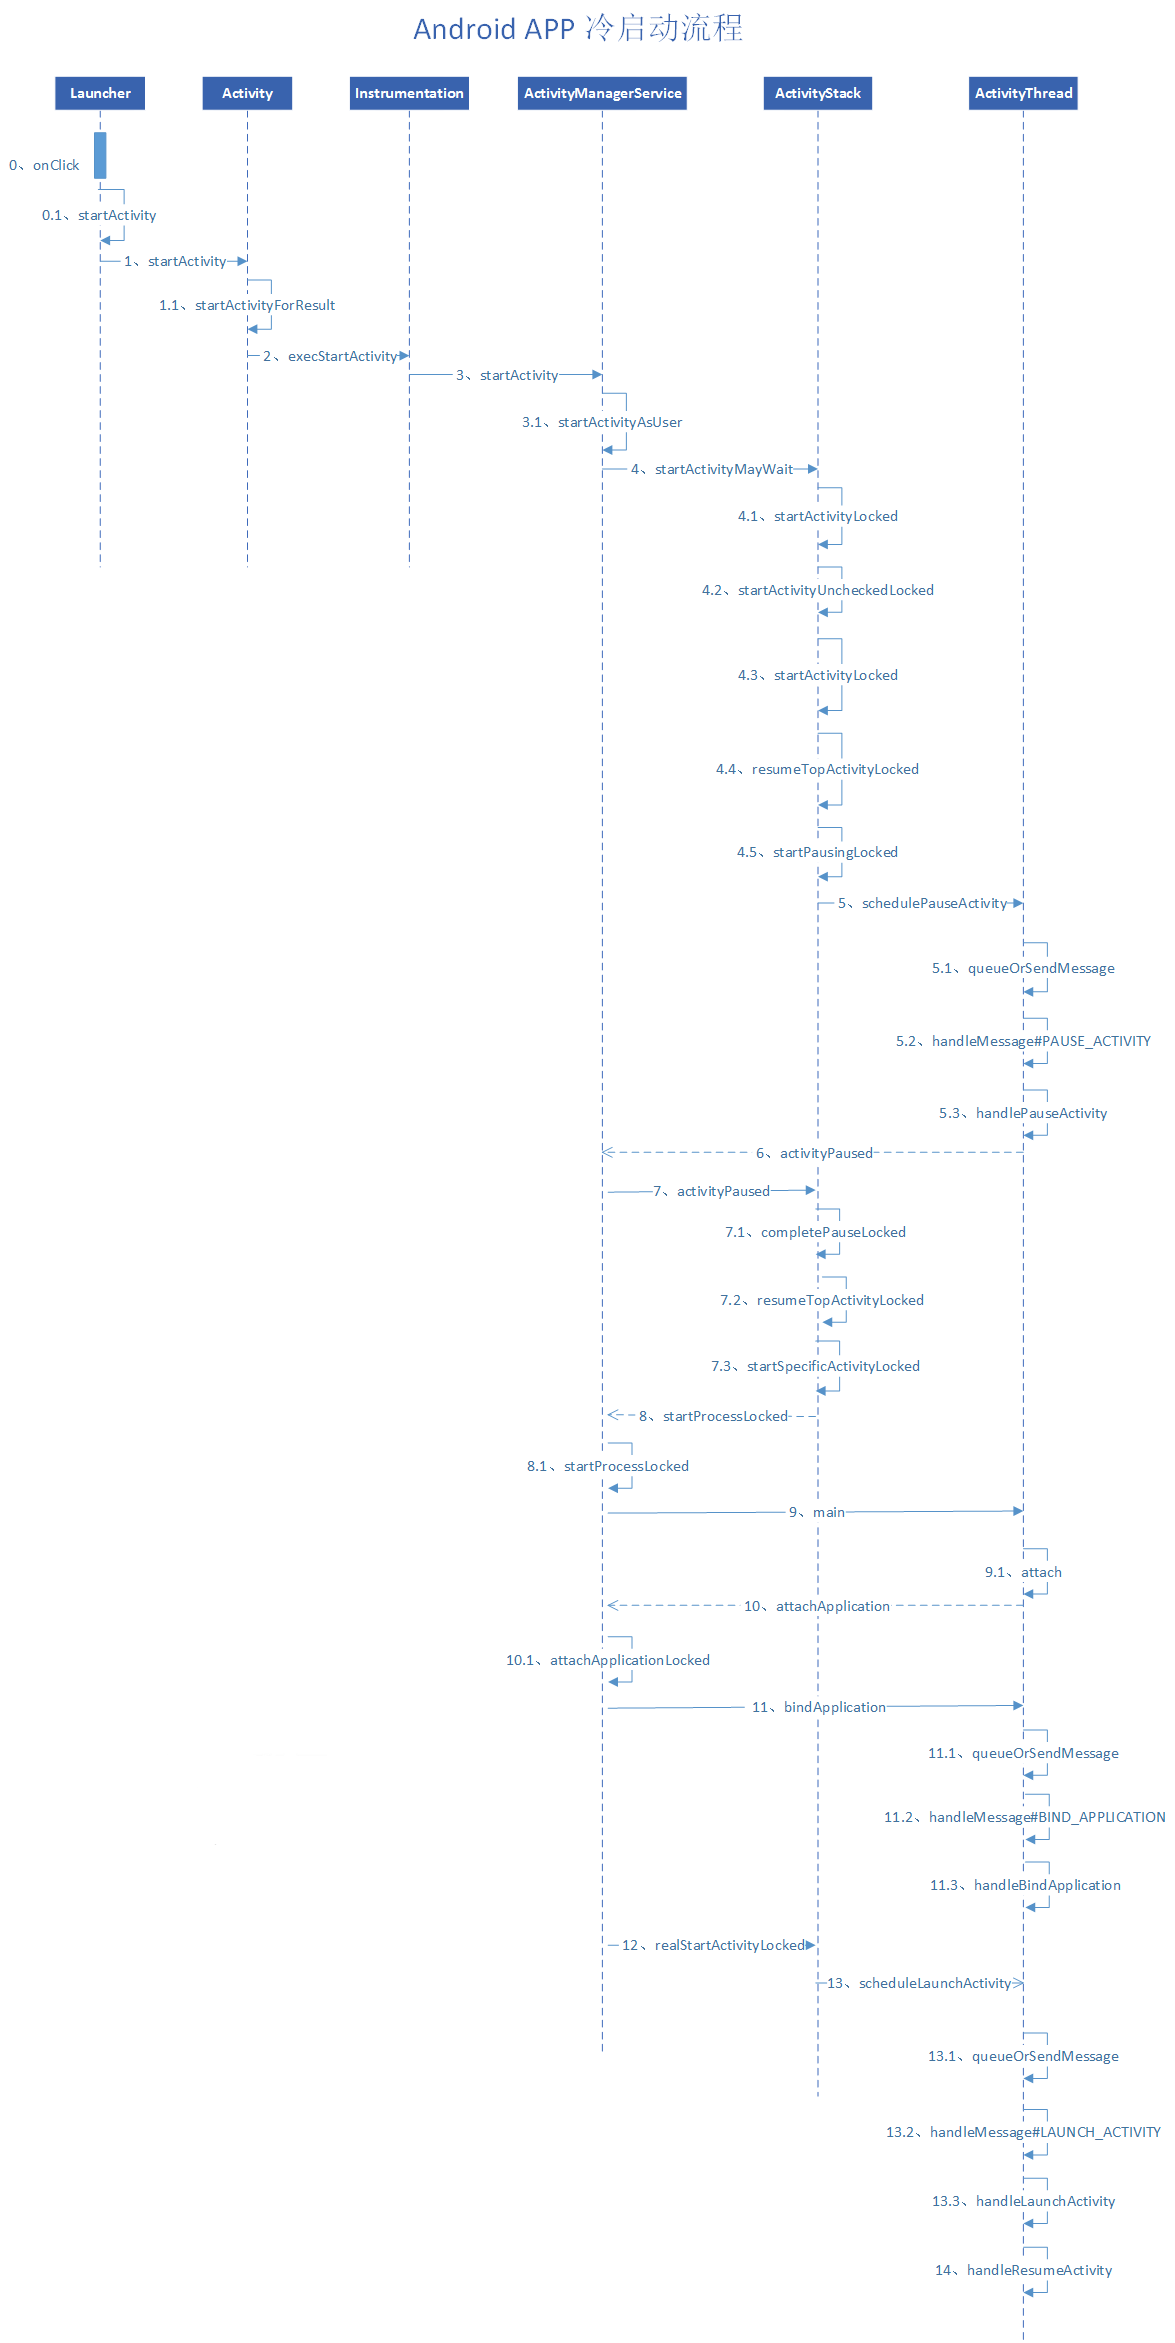 Android APP 冷启动流程
Launcher
Activity
Instrumentation
ActivityManagerService
ActivityStack
ActivityThread
0、onClick
0.1、startActivity
1、startActivity
1.1、startActivityForResult
2、execStartActivity
3、startActivity
3.1、startActivityAsUser
4、startActivityMayWait
4.1、startActivityLocked
4.2、startActivityUncheckedLocked
4.3、startActivityLocked
4.4、resumeTopActivityLocked
4.5、startPausingLocked
5、schedulePauseActivity
5.1、queueOrSendMessage
5.2、handleMessage#PAUSE_ACTIVITY
5.3、handlePauseActivity
6、activityPaused
7、activityPaused
7.1、completePauseLocked
7.2、resumeTopActivityLocked
7.3、startSpecificActivityLocked
8、startProcessLocked
8.1、startProcessLocked
9、main
9.1、attach
10、attachApplication
10.1、attachApplicationLocked
11、bindApplication
11.1、queueOrSendMessage
11.2、handleMessage#BIND_APPLICATION
11.3、handleBindApplication
12、realStartActivityLocked
13、scheduleLaunchActivity
13.1、queueOrSendMessage
13.2、handleMessage#LAUNCH_ACTIVITY
13.3、handleLaunchActivity
14、handleResumeActivity